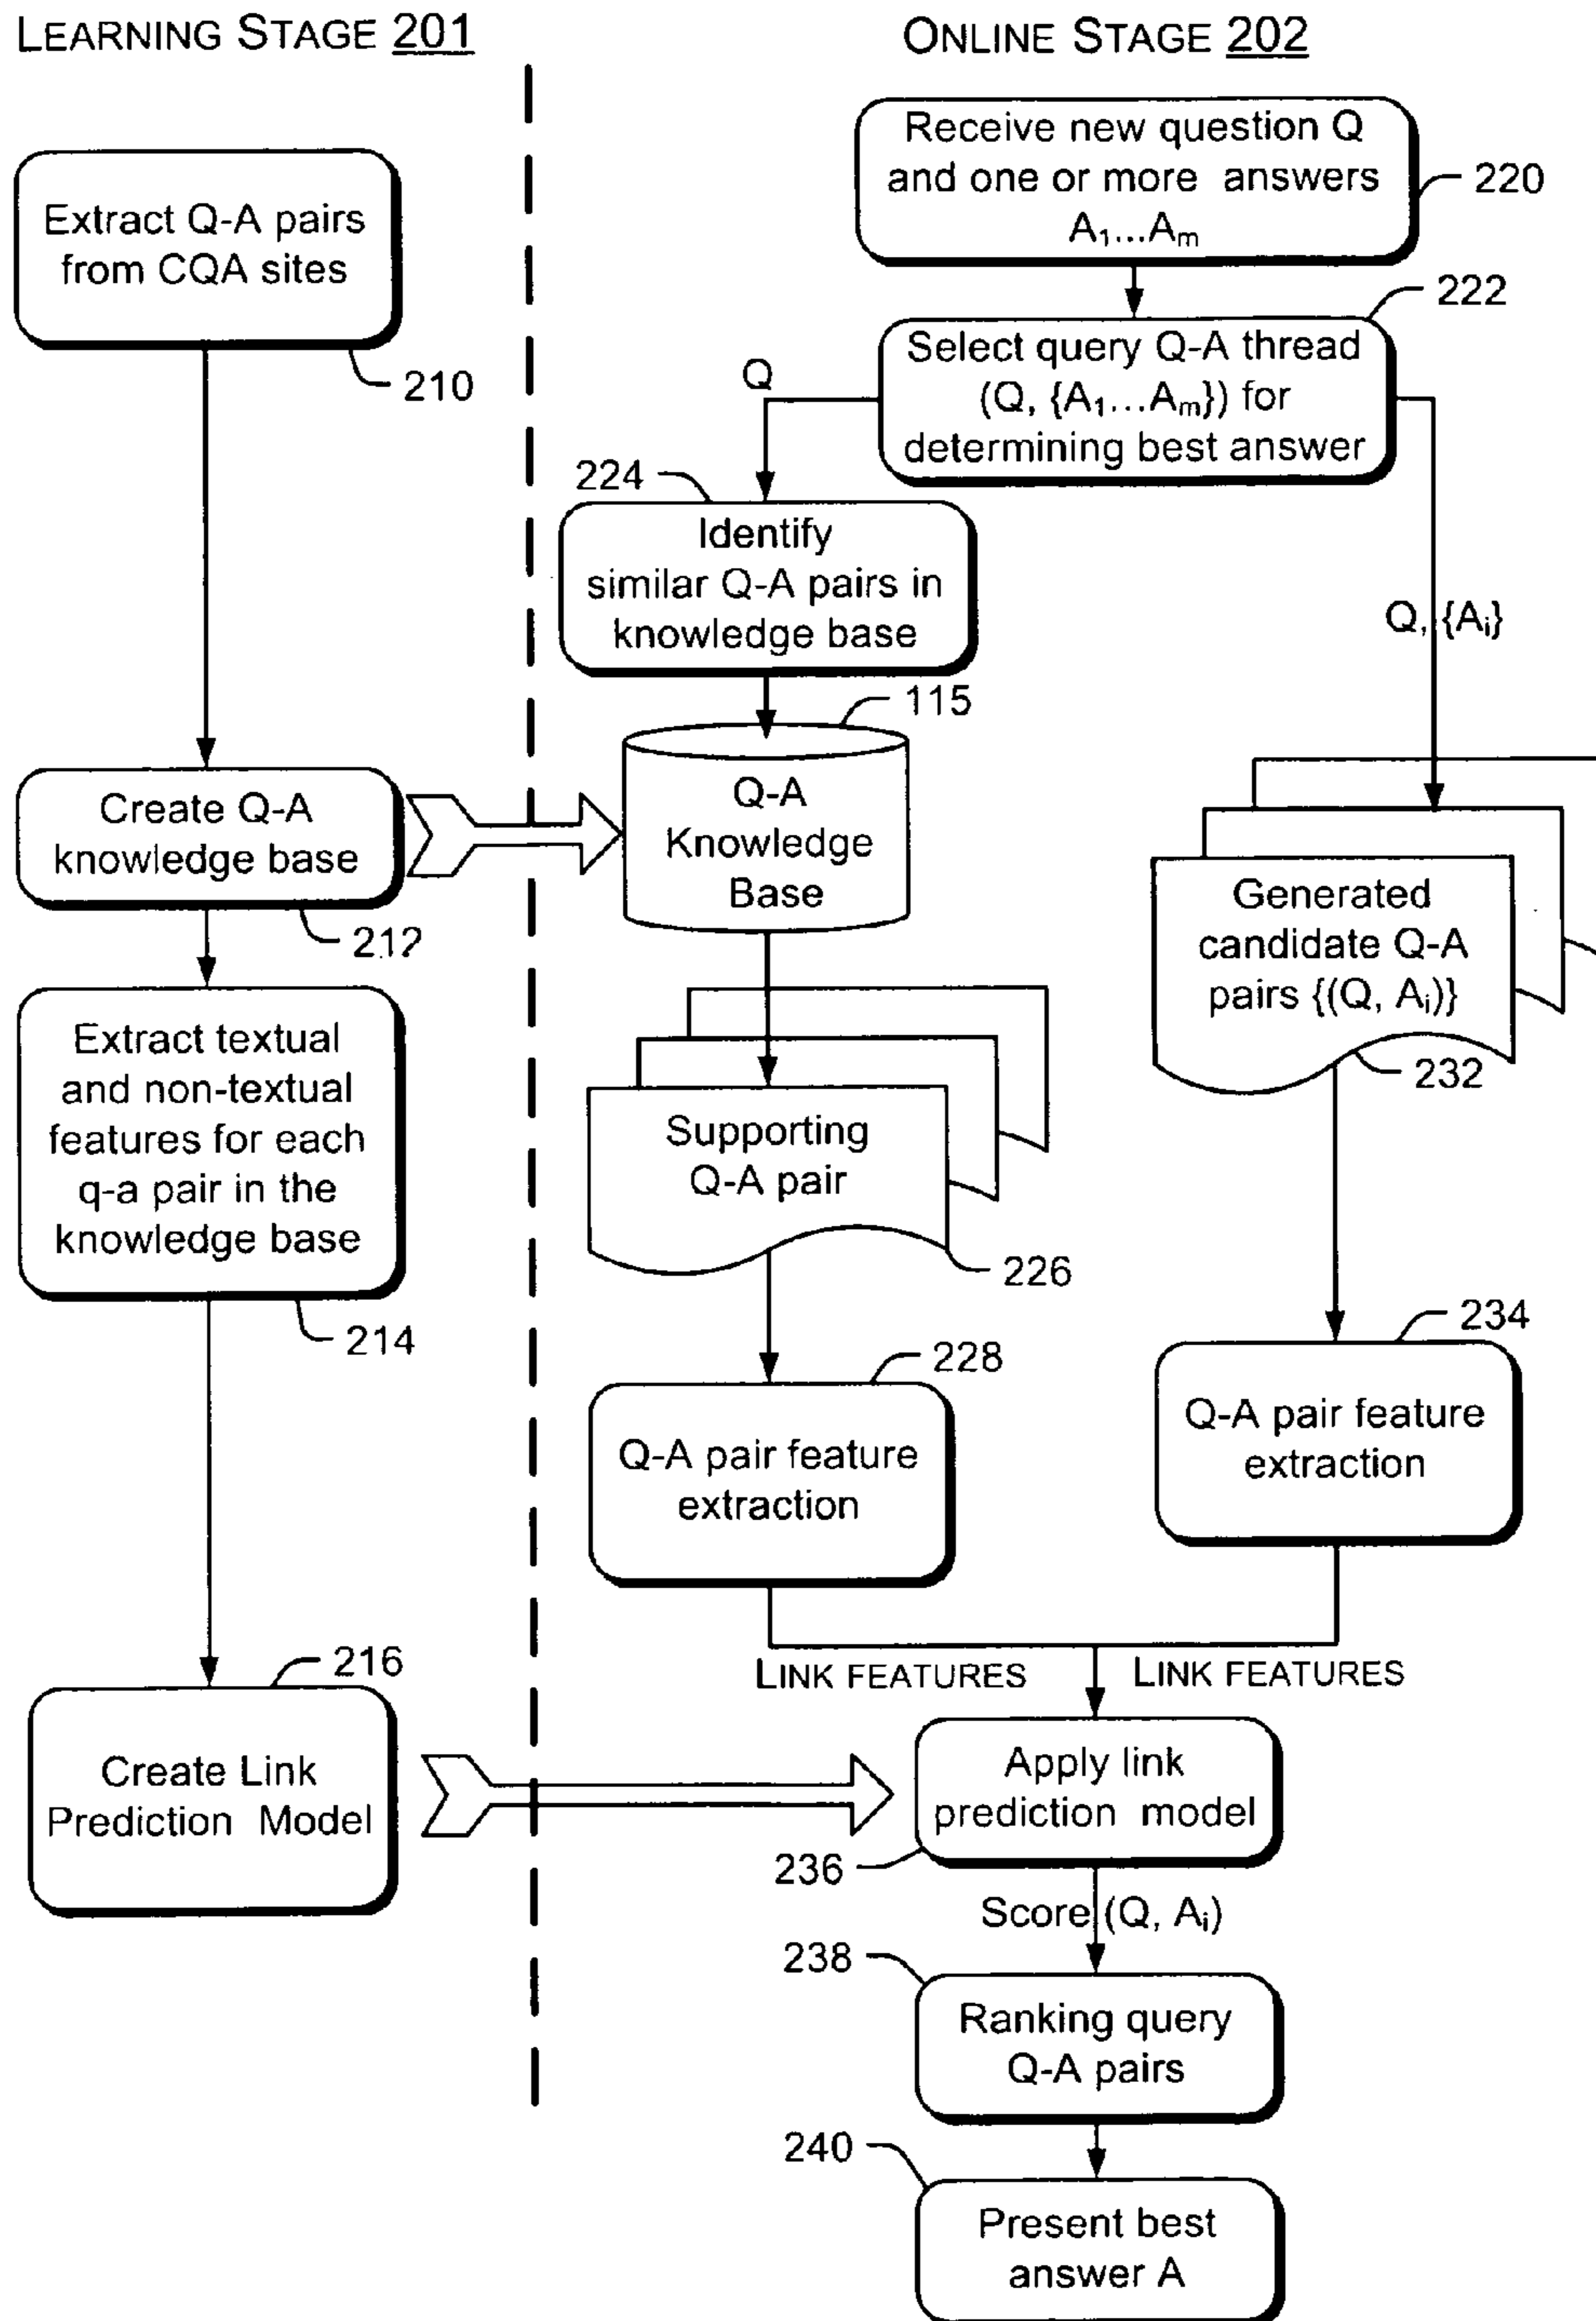 LEARNING STAGE 201
Extract Q-A pairs
from CQA sites
210
Create Q-A
knowledge base
212
Extract textual
and non-textual
features for each
q-a pair in the
knowledge base
214
216
Create Link
Prediction Model
ONLINE STAGE 202
Receive new question Q
and one or more answers
A₁...Aₘ
220
222
Select query Q-A thread
(Q, {A₁...Aₘ}) for
determining best answer
Q
Q, {Aᵢ}
224
Identify
similar Q-A pairs in
knowledge base
115
Q-A
Knowledge
Base
Generated
candidate Q-A
pairs {(Q, Aᵢ)}
232
Supporting
Q-A pair
226
228
Q-A pair feature
extraction
234
Q-A pair feature
extraction
LINK FEATURES
LINK FEATURES
Apply link
prediction model
236
Score (Q, Aᵢ)
238
Ranking query
Q-A pairs
240
Present best
answer A